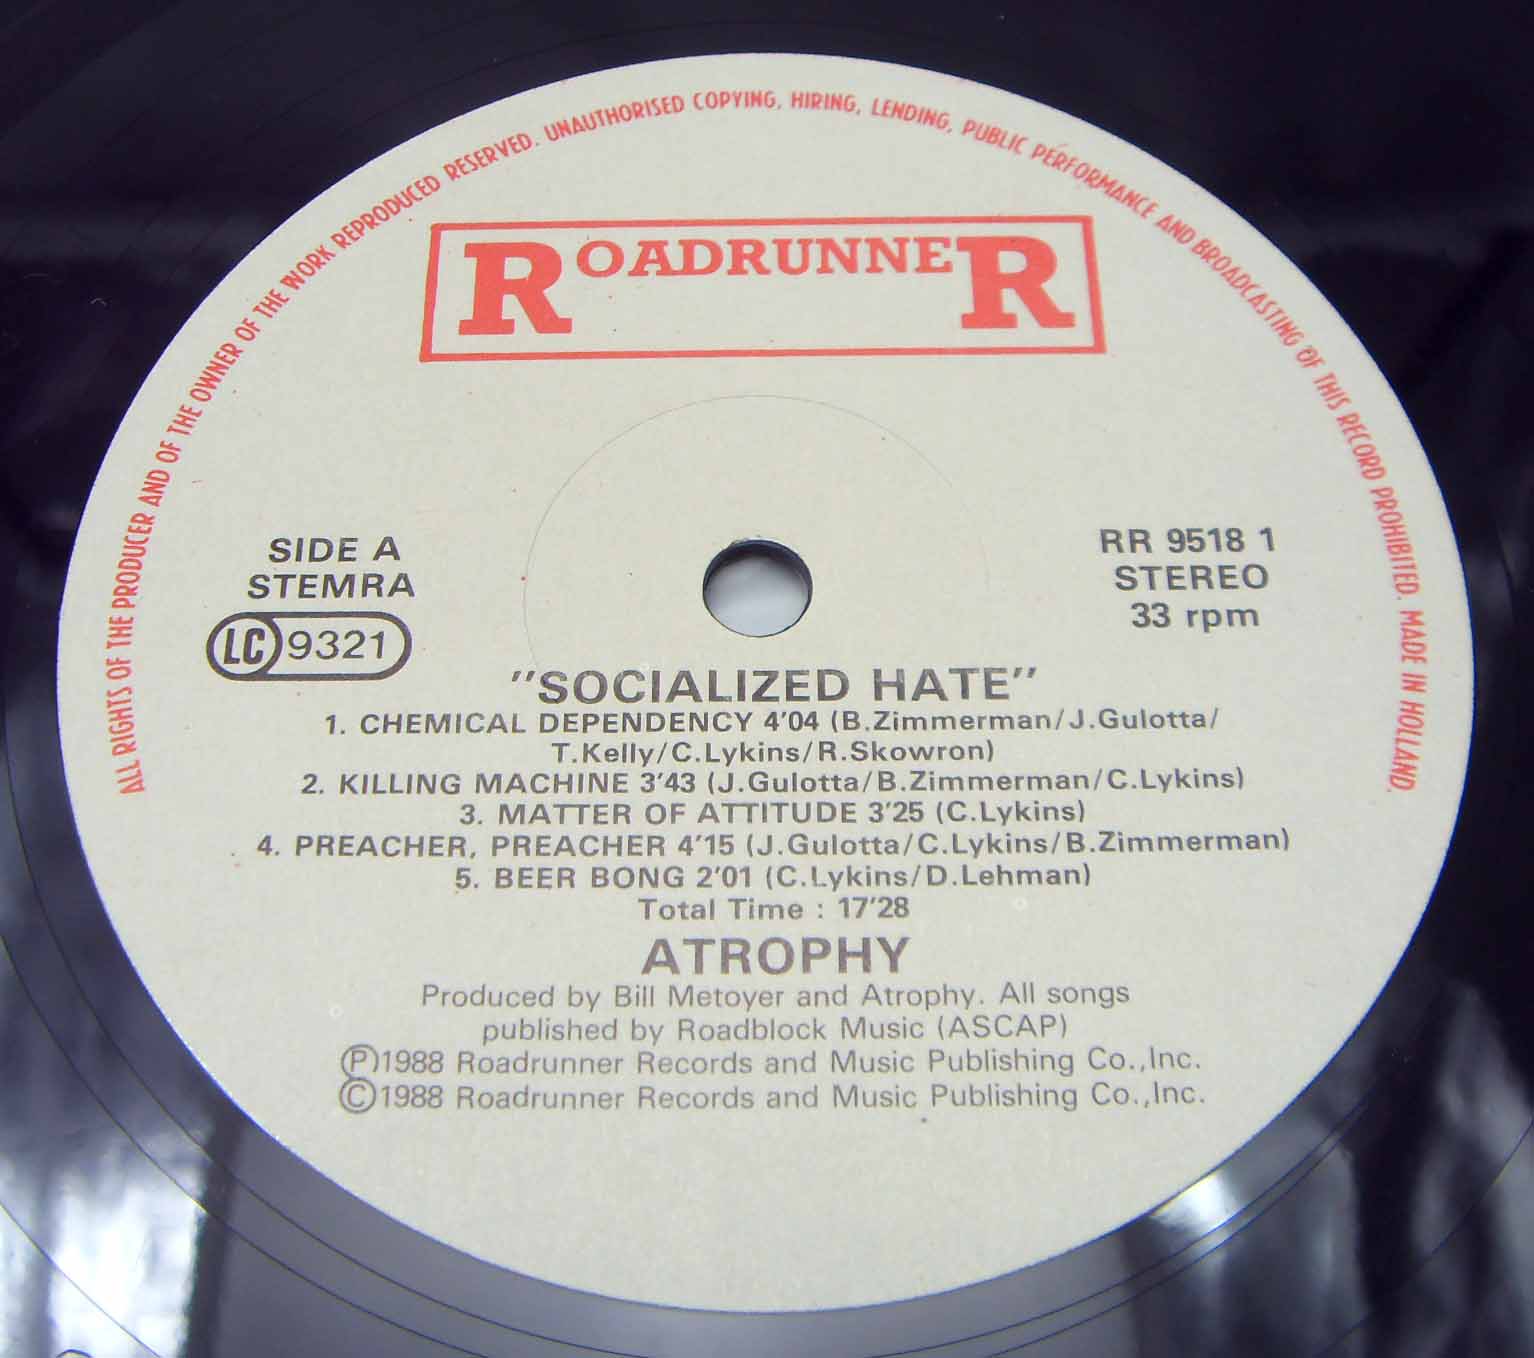 ALL RIGHTS OF THE PRODUCER AND OF THE OWNER OF THE WORK REPRODUCED RESERVED. UNAUTHORISED COPYING, HIRING, LENDING, PUBLIC PERFORMANCE AND BROADCASTING OF THIS RECORD PROHIBITED. MADE IN HOLLAND.
ROADRUNNER
SIDE A
STEMRA
LC 9321
RR 9518 1
STEREO
33 rpm
"SOCIALIZED HATE"
1. CHEMICAL DEPENDENCY 4'04 (B.Zimmerman/J.Gulotta/
T.Kelly/C.Lykins/R.Skowron)
2. KILLING MACHINE 3'43 (J.Gulotta/B.Zimmerman/C.Lykins)
3. MATTER OF ATTITUDE 3'25 (C.Lykins)
4. PREACHER, PREACHER 4'15 (J.Gulotta/C.Lykins/B.Zimmerman)
5. BEER BONG 2'01 (C.Lykins/D.Lehman)
Total Time : 17'28
ATROPHY
Produced by Bill Metoyer and Atrophy. All songs
published by Roadblock Music (ASCAP)
Ⓟ1988 Roadrunner Records and Music Publishing Co.,Inc.
©1988 Roadrunner Records and Music Publishing Co.,Inc.